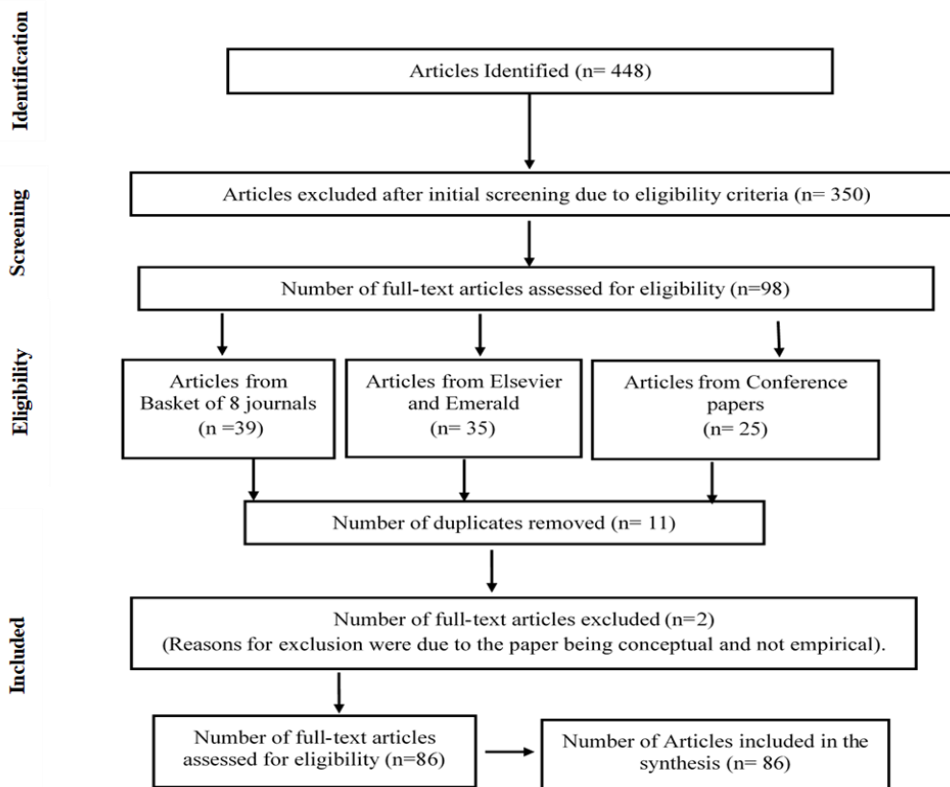 Identification
Articles Identified (n= 448)
Screening
Articles excluded after initial screening due to eligibility criteria (n= 350)
Number of full-text articles assessed for eligibility (n=98)
Eligibility
Articles from
Basket of 8 journals
(n =39)
Articles from Elsevier
and Emerald
(n= 35)
Articles from Conference
papers
(n= 25)
Number of duplicates removed (n= 11)
Included
Number of full-text articles excluded (n=2)
(Reasons for exclusion were due to the paper being conceptual and not empirical).
Number of full-text articles
assessed for eligibility (n=86)
Number of Articles included in the
synthesis (n= 86)